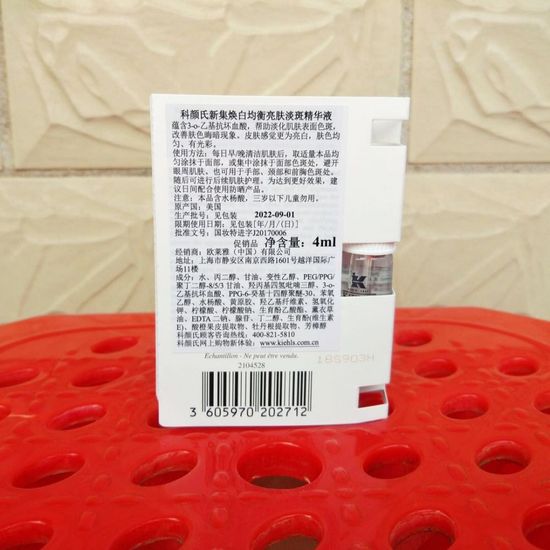 科颜氏新集焕白均衡亮肤淡斑精华液
蕴含3-o-乙基抗坏血酸，帮助淡化肌肤表面色斑，
改善肤色晦暗现象、皮肤感觉更为亮白，肤色均
匀、有光彩。
使用方法：每日早/晚清洁肌肤后，取适量本品均
匀涂抹于面部，或集中涂抹于面部色斑处，避开
眼周肌肤，也可用于手部、颈部和前胸色斑处。
随后可进行后续肌肤护理。为达到更好效果，建
议日间配合使用防晒产品。
注意：本品含水杨酸，三岁以下儿童勿用。
原产国：美国
生产批号：见包装 2022-09-01
限期使用日期：见包装[年/月/(日)]
批准文号：国妆特进字J20170006
促销品 净含量：4ml
经销商：欧莱雅（中国）有限公司
地址：上海市静安区南京西路1601号越洋国际广
场11楼
成分：水、丙二醇、甘油、变性乙醇、PEG/PPG/
聚丁二醇-8/5/3 甘油、羟丙基四氢吡喃三醇、3-o-
乙基抗坏血酸、PPG-6-癸基十四醇聚醚-30、苯氧
乙醇、水杨酸、黄原胶、羟乙基纤维素、氢氧化
钾、柠檬酸、柠檬酸钠、生育酚乙酸酯、薰衣草
油、EDTA 二钠、腺苷、丁二醇、生育酚(维生素
E)、酸橙果皮提取物、牡丹根提取物、芳樟醇
科颜氏顾客咨询热线：400-821-5810
科颜氏网上购物新体验：www.kiehls.com.cn
Echantillon - Ne peut être vendu.
2104528
18S903H
3 605970 202712
K